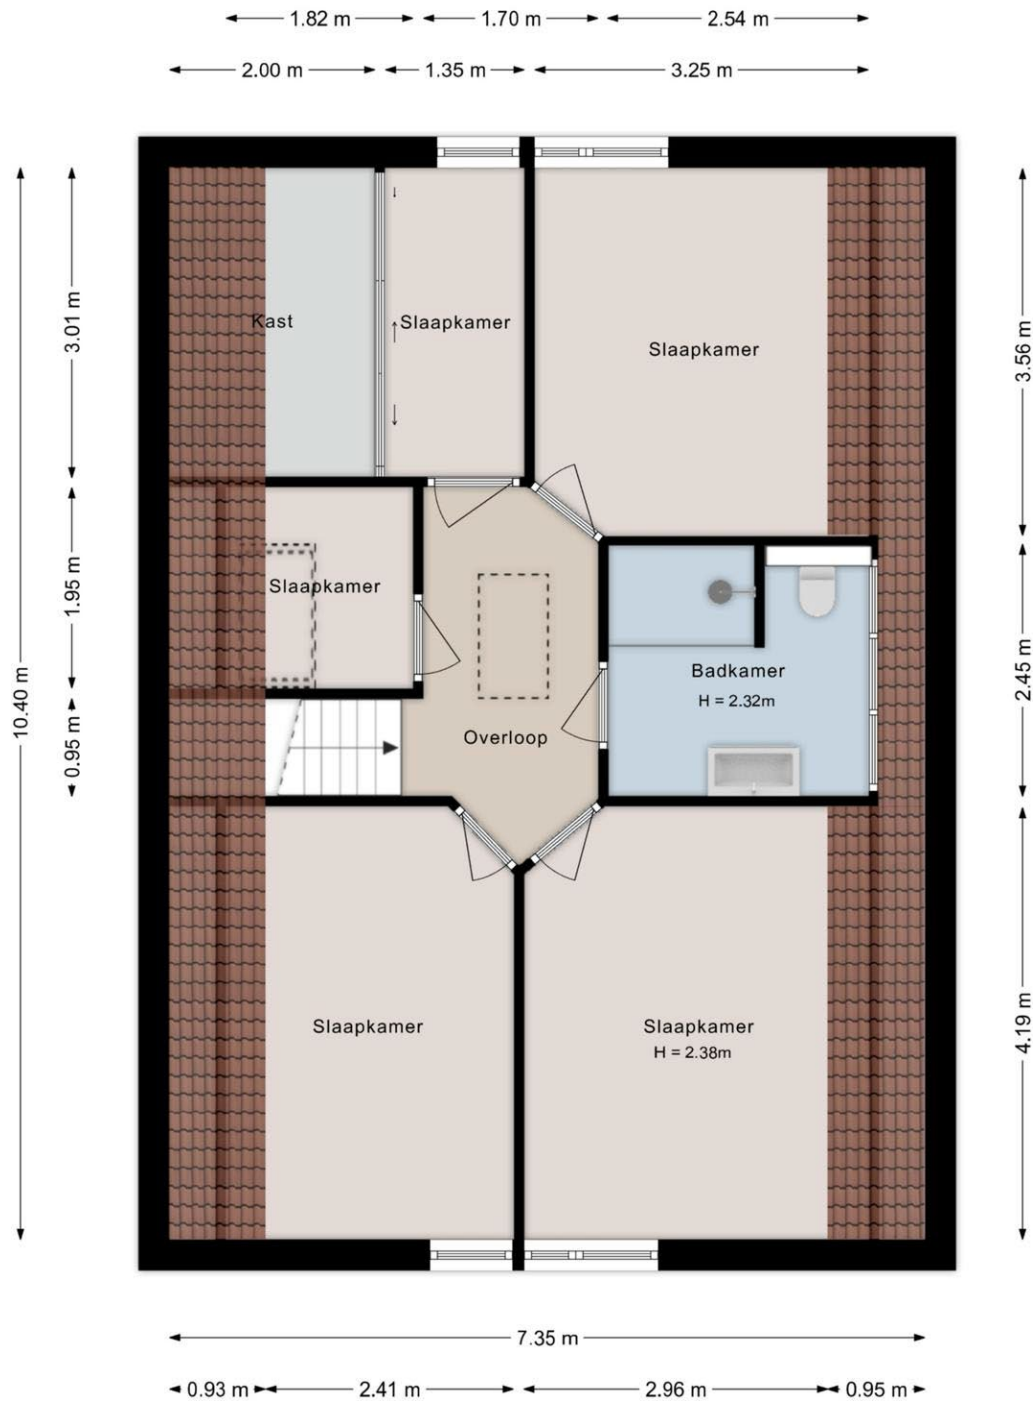 1.82 m
1.70 m
2.54 m
2.00 m
1.35 m
3.25 m
3.01 m
3.56 m
Kast
Slaapkamer
Slaapkamer
1.95 m
Slaapkamer
10.40 m
2.45 m
Badkamer
H = 2.32m
0.95 m
Overloop
4.19 m
Slaapkamer
Slaapkamer
H = 2.38m
7.35 m
0.93 m
2.41 m
2.96 m
0.95 m